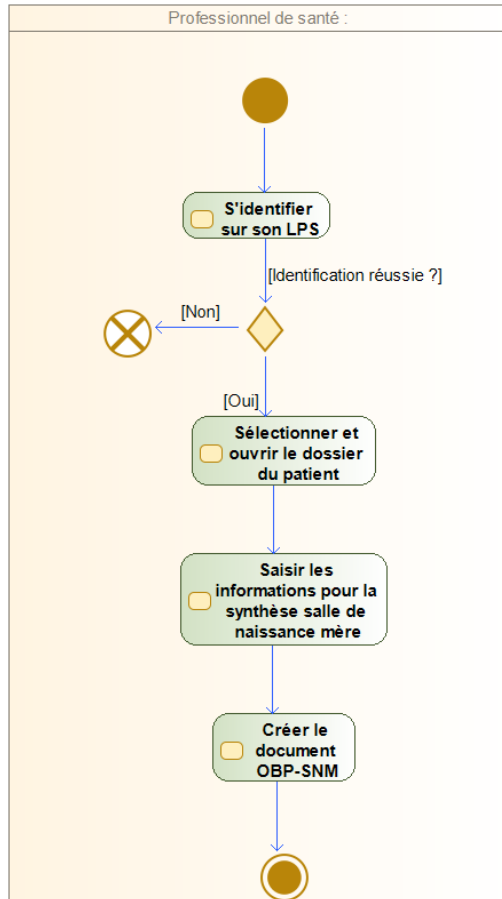 Professionnel de santé :
S'identifier
sur son LPS
[Identification réussie ?]
[Non]
[Oui]
Sélectionner et
ouvrir le dossier
du patient
Saisir les
informations pour la
synthèse salle de
naissance mère
Créer le
document
OBP-SNM